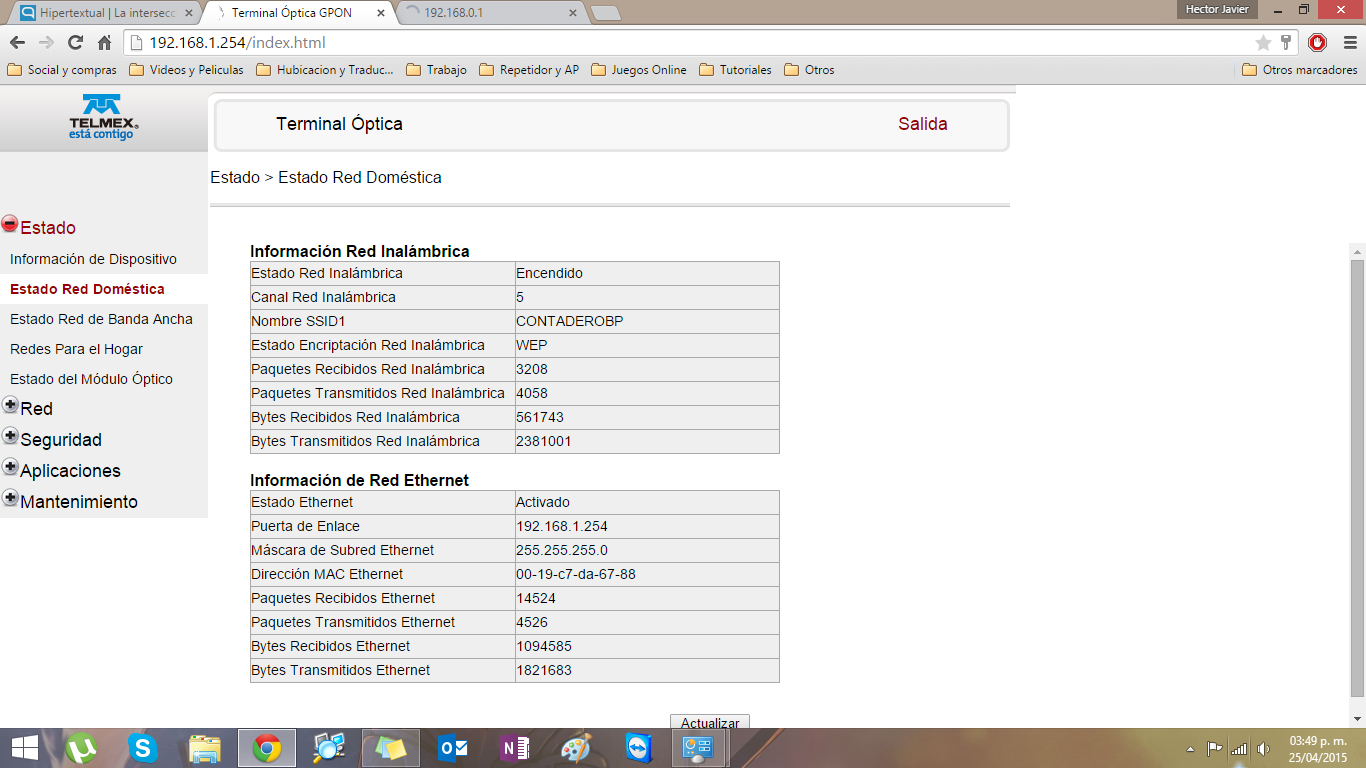 Hipertextual | La intersecc
Terminal Óptica GPON
192.168.0.1
Hector Javier
192.168.1.254/index.html
Social y compras
Videos y Peliculas
Hubicacion y Traduc...
Trabajo
Repetidor y AP
Juegos Online
Tutoriales
Otros
Otros marcadores
TELMEX®
está contigo
Terminal Óptica
Salida
Estado > Estado Red Doméstica
Estado
Información de Dispositivo
Estado Red Doméstica
Estado Red de Banda Ancha
Redes Para el Hogar
Estado del Módulo Óptico
Red
Seguridad
Aplicaciones
Mantenimiento
Información Red Inalámbrica
Estado Red Inalámbrica Encendido
Canal Red Inalámbrica 5
Nombre SSID1 CONTADEROBP
Estado Encriptación Red Inalámbrica WEP
Paquetes Recibidos Red Inalámbrica 3208
Paquetes Transmitidos Red Inalámbrica 4058
Bytes Recibidos Red Inalámbrica 561743
Bytes Transmitidos Red Inalámbrica 2381001
Información de Red Ethernet
Estado Ethernet Activado
Puerta de Enlace 192.168.1.254
Máscara de Subred Ethernet 255.255.255.0
Dirección MAC Ethernet 00-19-c7-da-67-88
Paquetes Recibidos Ethernet 14524
Paquetes Transmitidos Ethernet 4526
Bytes Recibidos Ethernet 1094585
Bytes Transmitidos Ethernet 1821683
Actualizar
03:49 p. m.
25/04/2015